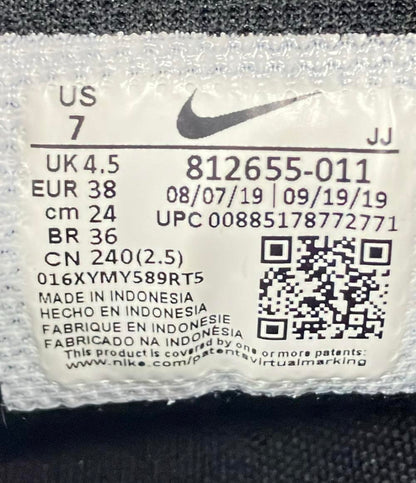 US
7
JJ
UK 4.5
812655-011
EUR 38
08/07/19 | 09/19/19
cm 24
UPC 00885178772771
BR 36
CN 240(2.5)
016XYMY589RT5
MADE IN INDONESIA
HECHO EN INDONESIA
FABRIQUE EN INDONESIE
FABRICADO NA INDONÈSIA
This product is covered by one or more patents:
www.nike.com/patentsvirtualmarking